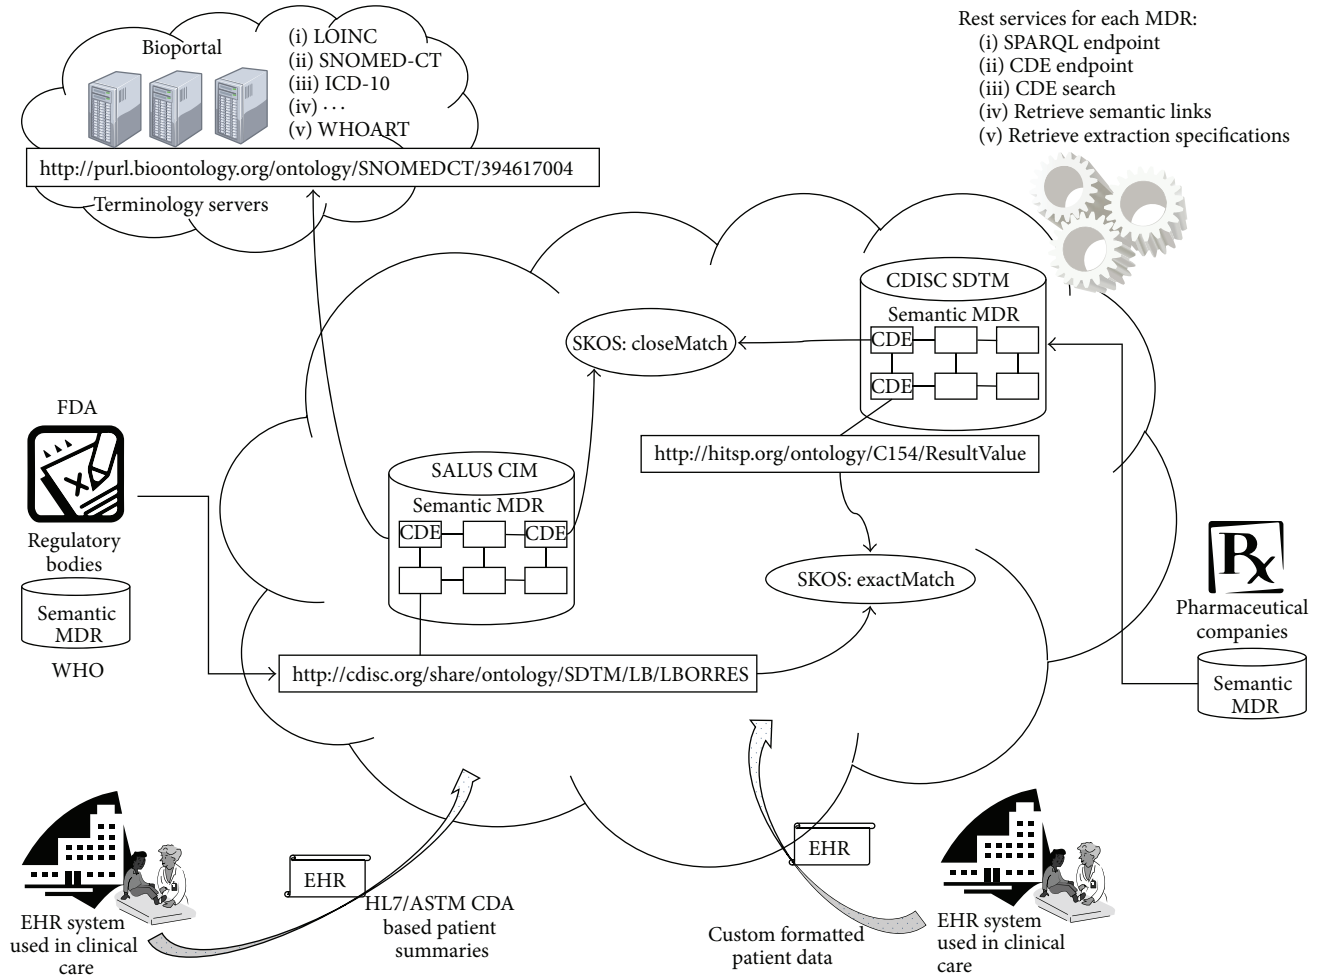 Bioportal
(i) LOINC
(ii) SNOMED-CT
(iii) ICD-10
(iv) ···
(v) WHOART
http://purl.bioontology.org/ontology/SNOMEDCT/394617004
Terminology servers
Rest services for each MDR:
(i) SPARQL endpoint
(ii) CDE endpoint
(iii) CDE search
(iv) Retrieve semantic links
(v) Retrieve extraction specifications
CDISC SDTM
Semantic MDR
CDE
CDE
SKOS: closeMatch
http://hitsp.org/ontology/C154/ResultValue
FDA
Regulatory
bodies
Semantic
MDR
WHO
SALUS CIM
Semantic MDR
CDE
CDE
SKOS: exactMatch
Rx
Pharmaceutical
companies
Semantic
MDR
http://cdisc.org/share/ontology/SDTM/LB/LBORRES
EHR
HL7/ASTM CDA
based patient
summaries
EHR system
used in clinical
care
EHR
Custom formatted
patient data
EHR system
used in clinical
care